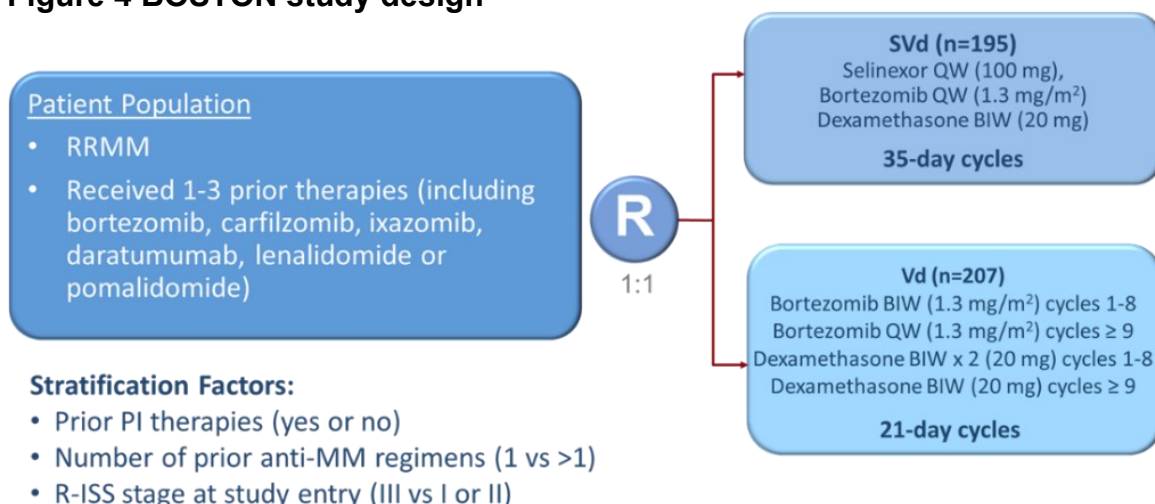 Figure 4 BOSTON study design
Patient Population
• RRMM
• Received 1-3 prior therapies (including
bortezomib, carfilzomib, ixazomib,
daratumumab, lenalidomide or
pomalidomide)
Stratification Factors:
• Prior PI therapies (yes or no)
• Number of prior anti-MM regimens (1 vs >1)
• R-ISS stage at study entry (III vs I or II)
R
1:1
SVd (n=195)
Selinexor QW (100 mg),
Bortezomib QW (1.3 mg/m²)
Dexamethasone BIW (20 mg)
35-day cycles
Vd (n=207)
Bortezomib BIW (1.3 mg/m²) cycles 1-8
Bortezomib QW (1.3 mg/m²) cycles ≥ 9
Dexamethasone BIW x 2 (20 mg) cycles 1-8
Dexamethasone BIW (20 mg) cycles ≥ 9
21-day cycles